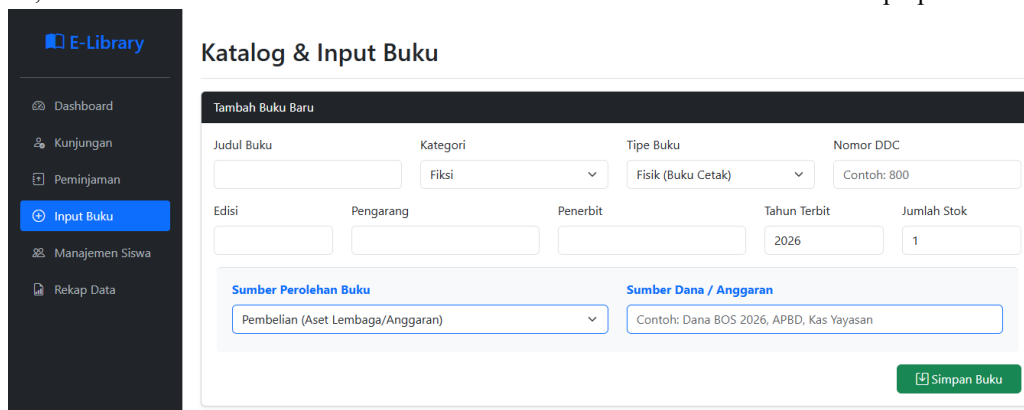 E-Library
Dashboard
Kunjungan
Peminjaman
Input Buku
Manajemen Siswa
Rekap Data
Katalog & Input Buku
Tambah Buku Baru
Judul Buku Kategori Tipe Buku Nomor DDC
Fiksi Fisik (Buku Cetak) Contoh: 800
Edisi Pengarang Penerbit Tahun Terbit Jumlah Stok
2026 1
Sumber Perolehan Buku Sumber Dana / Anggaran
Pembelian (Aset Lembaga/Anggaran) Contoh: Dana BOS 2026, APBD, Kas Yayasan
Simpan Buku